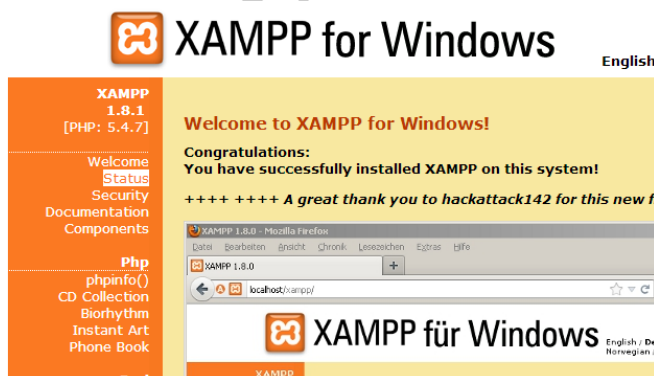 XAMPP for Windows
English
XAMPP
1.8.1
[PHP: 5.4.7]
Welcome
Status
Security
Documentation
Components
Php
phpinfo()
CD Collection
Biorhythm
Instant Art
Phone Book
Welcome to XAMPP for Windows!
Congratulations:
You have successfully installed XAMPP on this system!
++++ ++++ A great thank you to hackattack142 for this new f
XAMPP 1.8.0 - Mozilla Firefox
Datei Bearbeiten Ansicht Chronik Lesezeichen Extras Hilfe
XAMPP 1.8.0 +
localhost/xampp/
XAMPP für Windows
English / De
Norwegian /
XAMPP